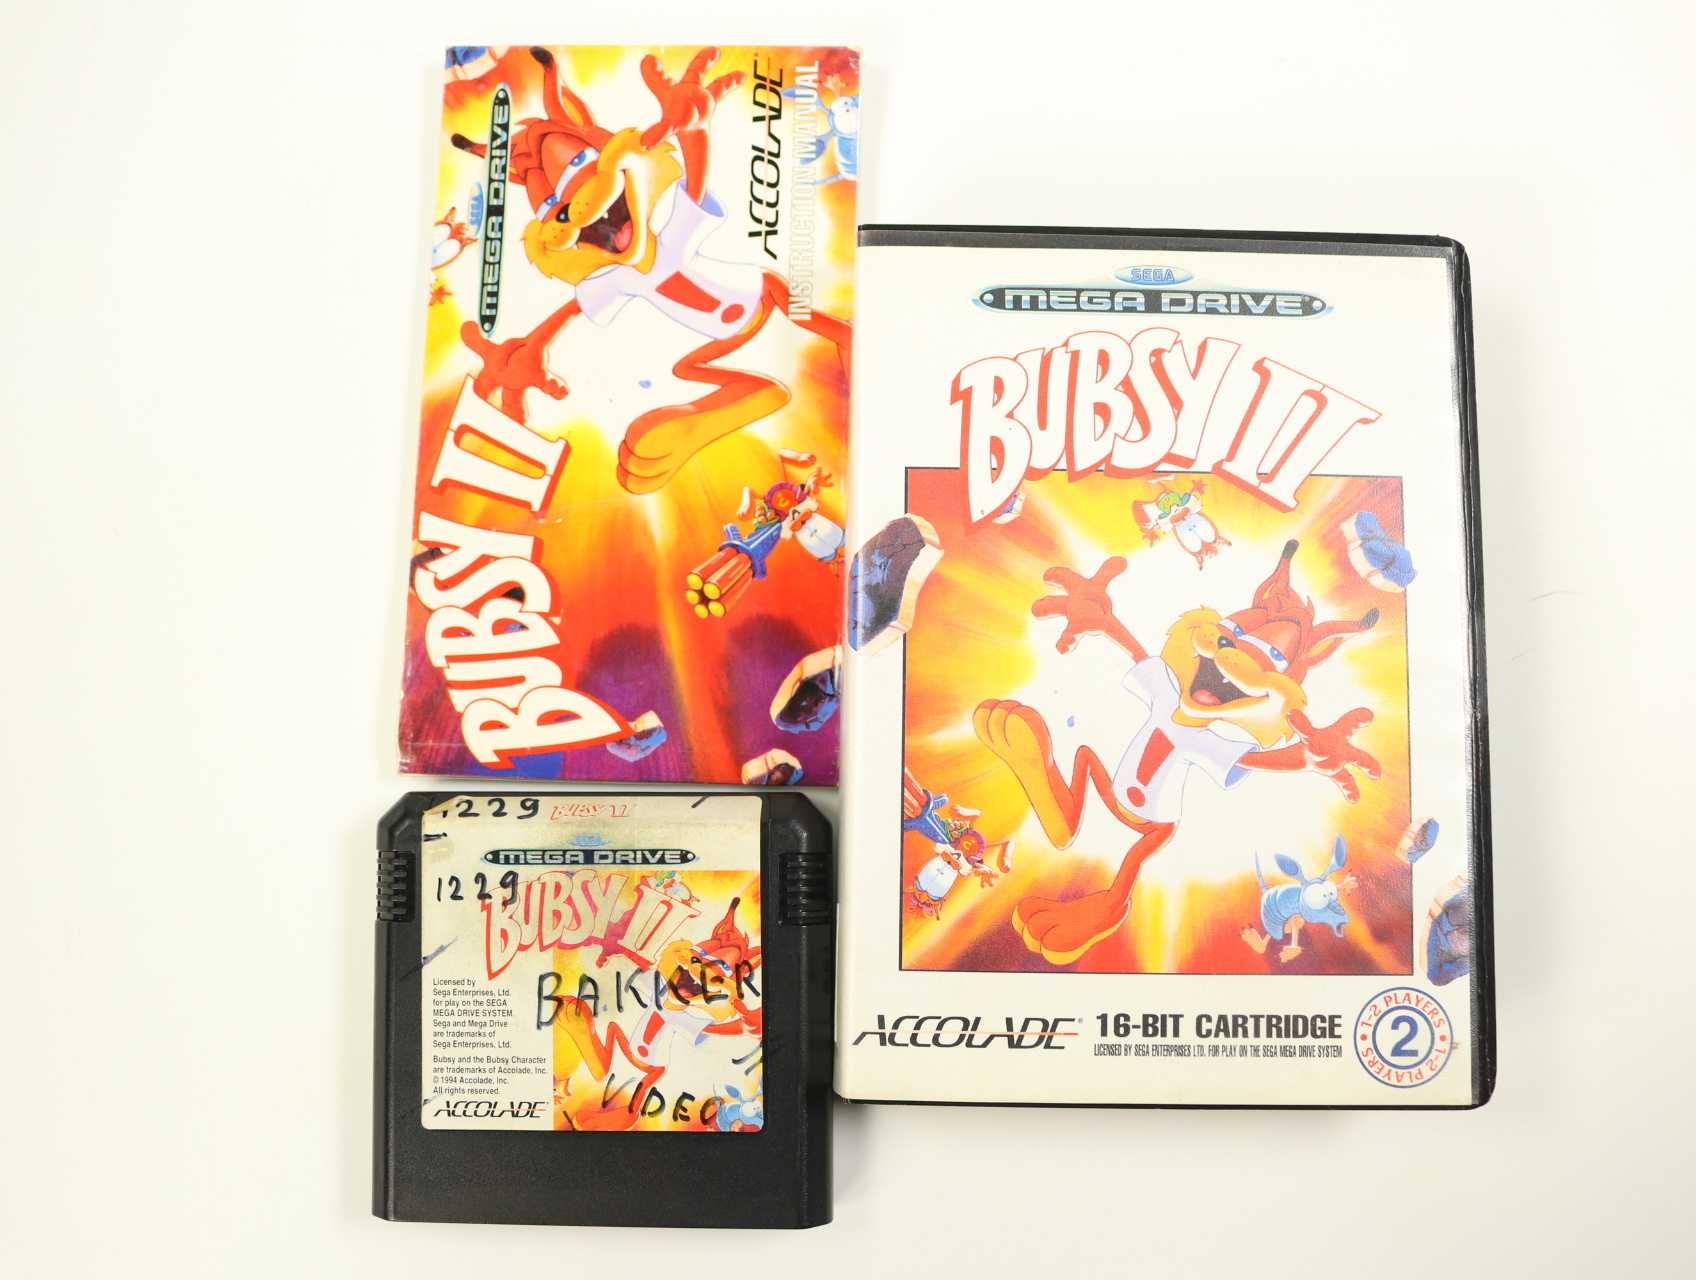 SEGA
MEGA DRIVE
ACCOLADE
INSTRUCTION MANUAL
BUBSY II
SEGA
MEGA DRIVE
BUBSY II
ACCOLADE® 16-BIT CARTRIDGE
LICENSED BY SEGA ENTERPRISES LTD. FOR PLAY ON THE SEGA MEGA DRIVE SYSTEM
1-2 PLAYERS • 1-2 PLAYERS •
2
1229 BUBSY II
SEGA
MEGA DRIVE
1229
BUBSY II
BAKKER
VIDEO
Licensed by
Sega Enterprises, Ltd.
for play on the SEGA
MEGA DRIVE SYSTEM.
Sega and Mega Drive
are trademarks of
Sega Enterprises, Ltd.
Bubsy and the Bubsy Character
are trademarks of Accolade, Inc.
© 1994 Accolade, Inc.
All rights reserved.
ACCOLADE®